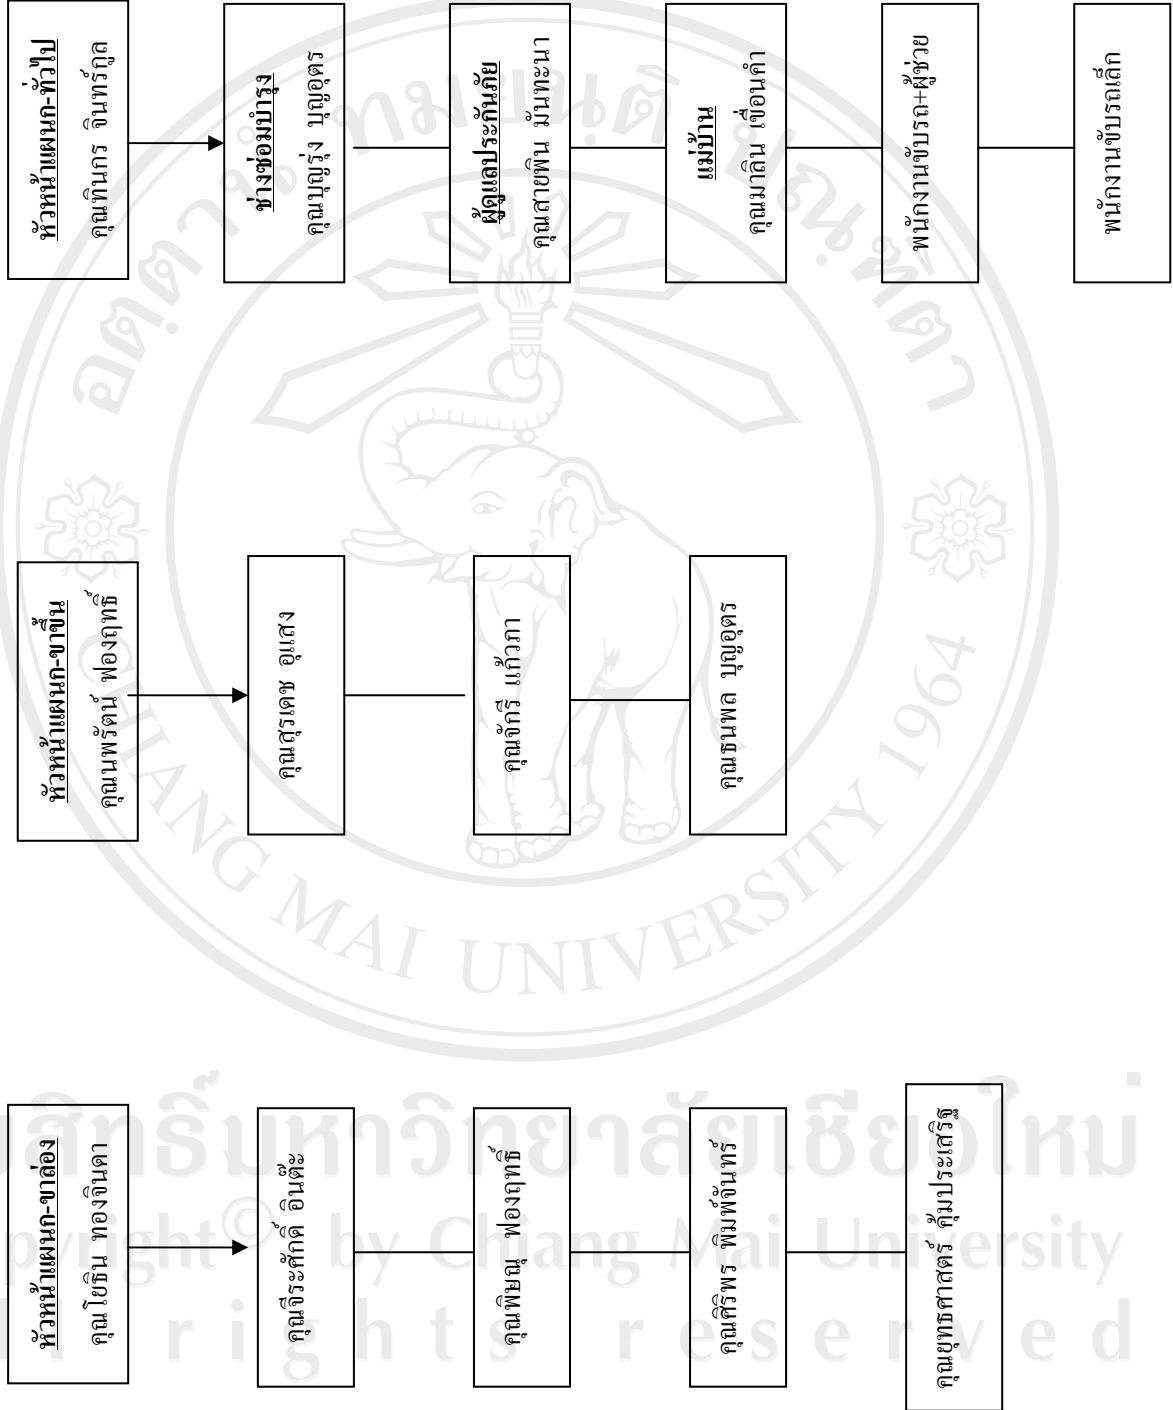 หัวหน้าแผนก-ขาล่อง
คุณโยธิน ทองจินดา
คุณจีระศักดิ์ อินต๊ะ
คุณพิษณุ ฟองฤทธิ์
คุณศิริพร พิมพ์จันทร์
คุณยุทธศาสตร์ คุ้มประเสริฐ
หัวหน้าแผนก-ขาขึ้น
คุณนพรัตน์ ฟองฤทธิ์
คุณสุรเดช อุแสง
คุณจักรี แก้วภา
คุณธนพล บุญอุตร
หัวหน้าแผนก-ทั่วไป
คุณทินกร จินทร์กูล
ช่างซ่อมบำรุง
คุณบุญรุ่ง บุญอุตร
ผู้ดูแลประกันภัย
คุณสายพิน มันทะนา
แม่บ้าน
คุณมาลิน เขื่อนคำ
พนักงานขับรถ+ผู้ช่วย
พนักงานขับรถเล็ก
CHIANG MAI UNIVERSITY 1964
สิทธิ์มหาวิทยาลัยเชียงใหม่
pyright © by Chiang Mai University
l rights reserved